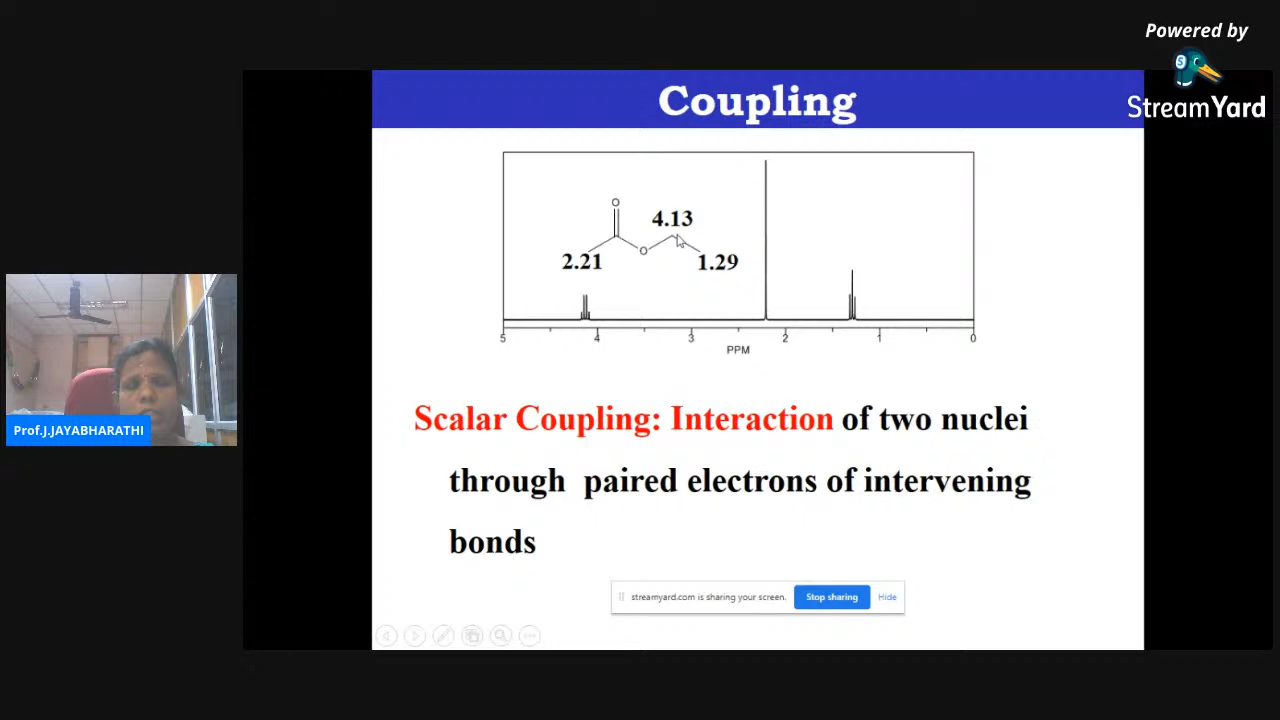 Powered by
S
StreamYard
Coupling
O
4.13
O
2.21
1.29
5 4 3 2 1 0
PPM
Scalar Coupling: Interaction of two nuclei
through paired electrons of intervening
bonds
Prof.J.JAYABHARATHI
streamyard.com is sharing your screen. Stop sharing Hide